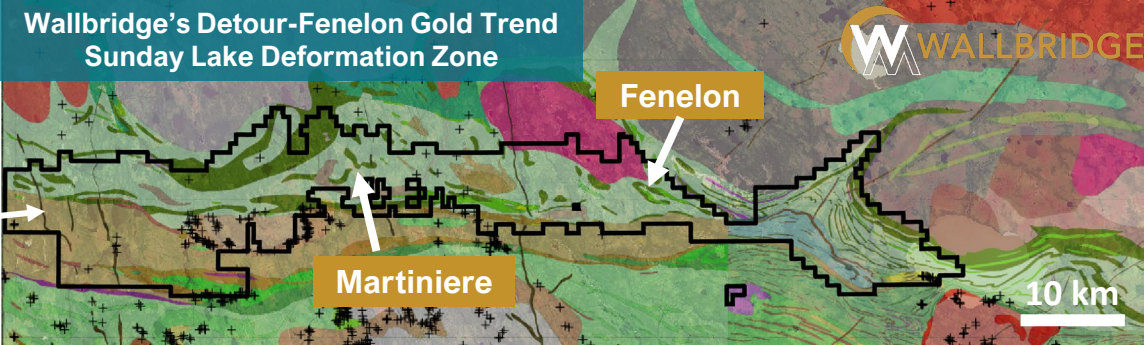 Wallbridge's Detour-Fenelon Gold Trend
Sunday Lake Deformation Zone
WALLBRIDGE
Fenelon
Martiniere
10 km